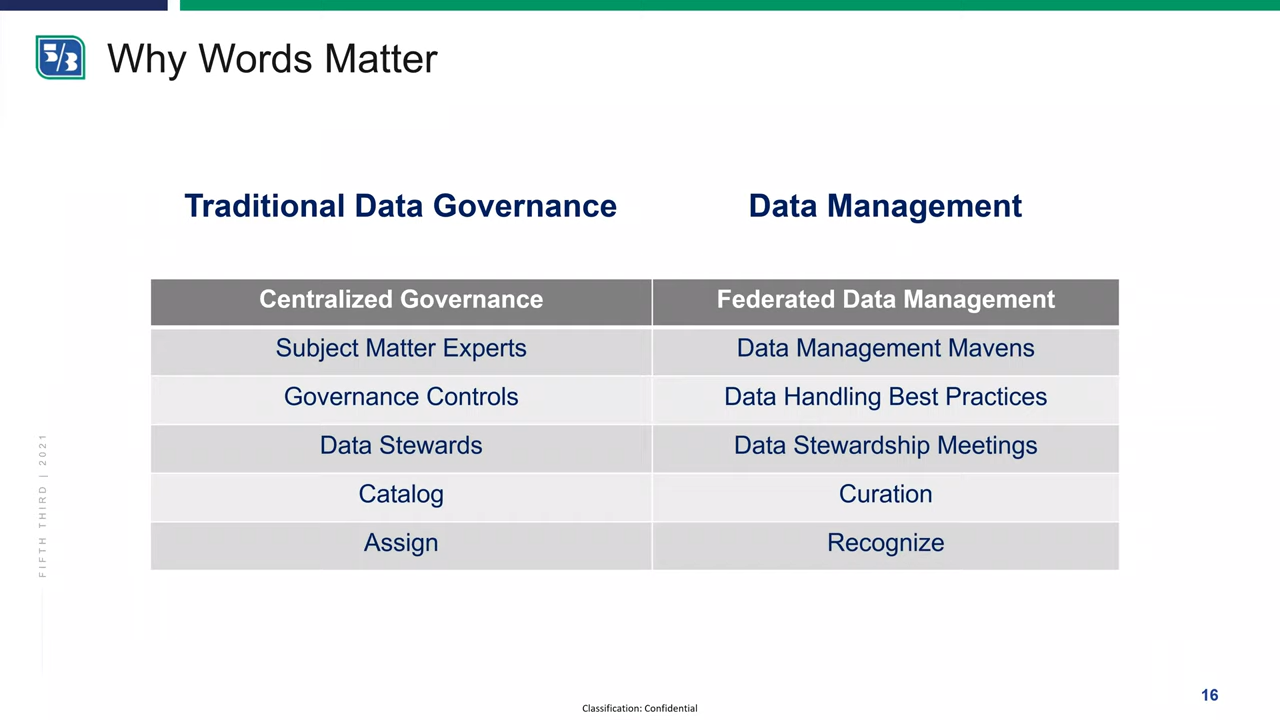 5/3
Why Words Matter
Traditional Data Governance Data Management
Centralized Governance Federated Data Management
Subject Matter Experts Data Management Mavens
Governance Controls Data Handling Best Practices
Data Stewards Data Stewardship Meetings
Catalog Curation
Assign Recognize
FIFTH THIRD | 2021
16
Classification: Confidential